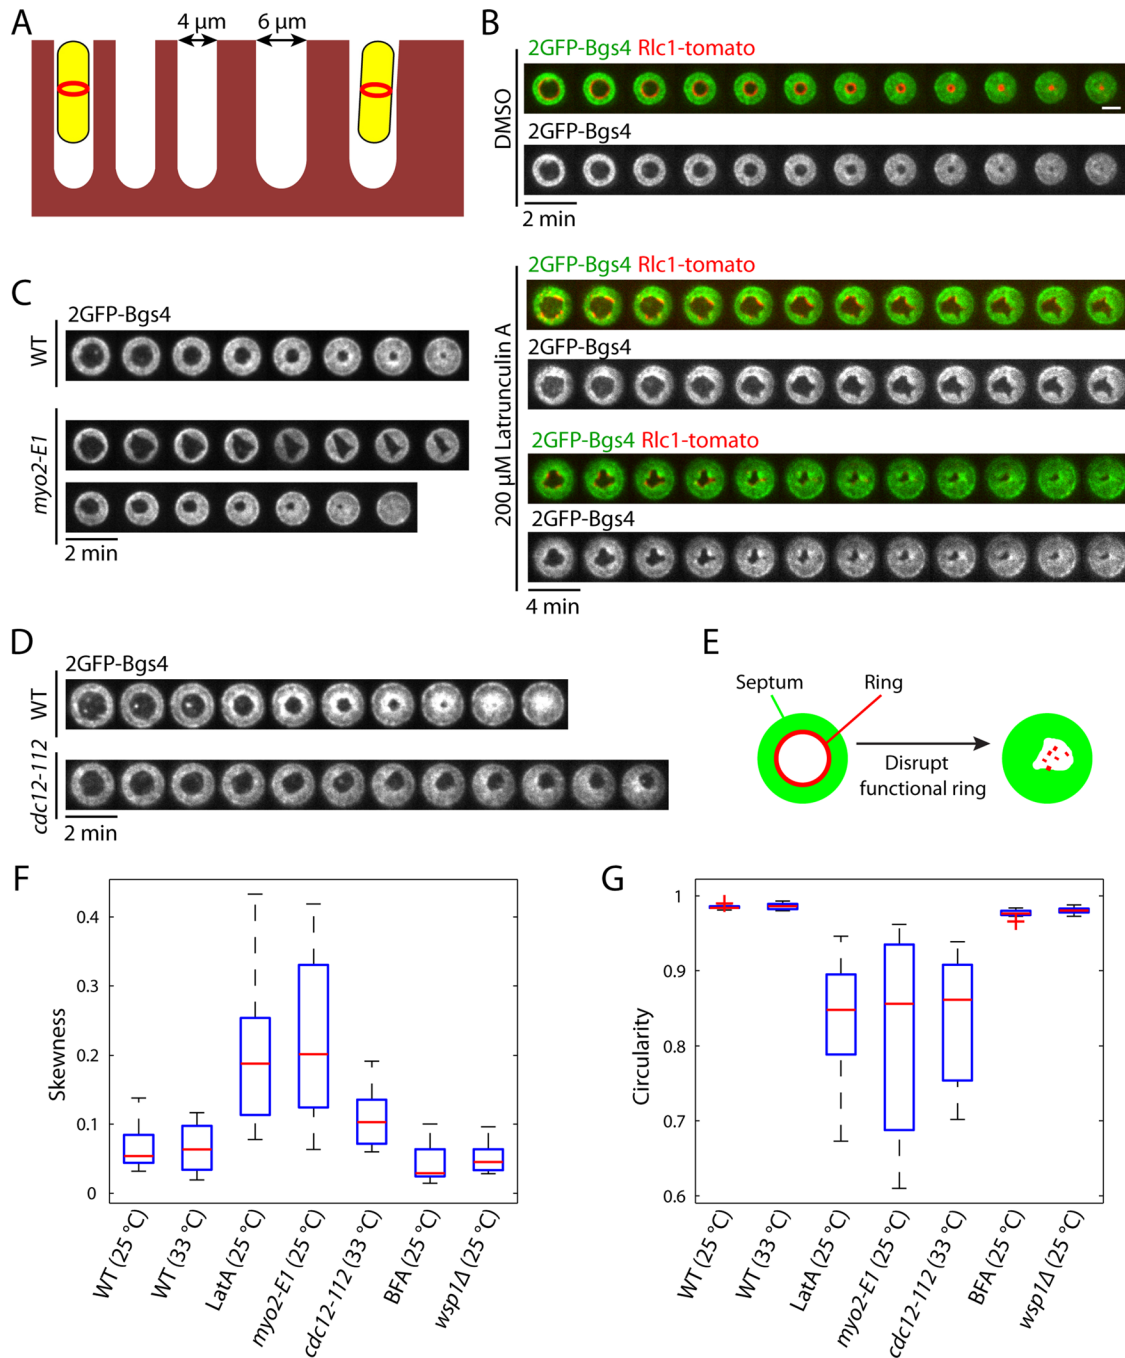 A
4 µm
6 µm
B
2GFP-Bgs4 Rlc1-tomato
DMSO
2GFP-Bgs4
2 min
2GFP-Bgs4 Rlc1-tomato
200 µM Latrunculin A
2GFP-Bgs4
2GFP-Bgs4 Rlc1-tomato
2GFP-Bgs4
4 min
C
2GFP-Bgs4
WT
myo2-E1
2 min
D
2GFP-Bgs4
WT
cdc12-112
2 min
E
Septum
Ring
Disrupt
functional ring
F
Skewness
0.4
0.3
0.2
0.1
0
WT (25 °C)
WT (33 °C)
LatA (25 °C)
myo2-E1 (25 °C)
cdc12-112 (33 °C)
BFA (25 °C)
wsp1Δ (25 °C)
G
Circularity
1
0.9
0.8
0.7
0.6
WT (25 °C)
WT (33 °C)
LatA (25 °C)
myo2-E1 (25 °C)
cdc12-112 (33 °C)
BFA (25 °C)
wsp1Δ (25 °C)